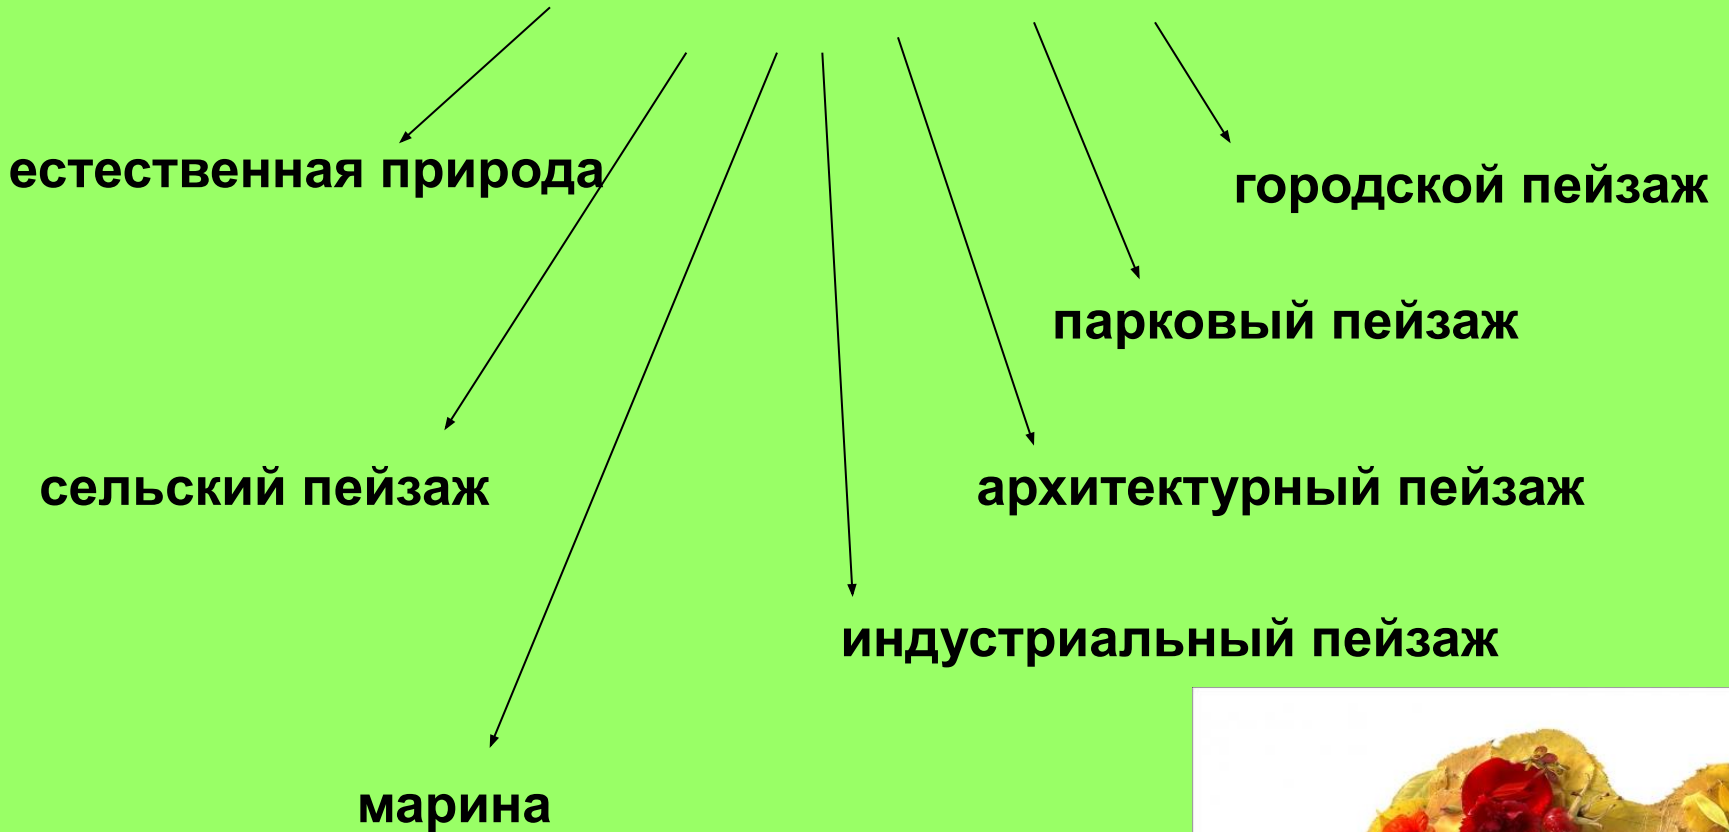 естественная природа
городской пейзаж
парковый пейзаж
сельский пейзаж
архитектурный пейзаж
индустриальный пейзаж
марина